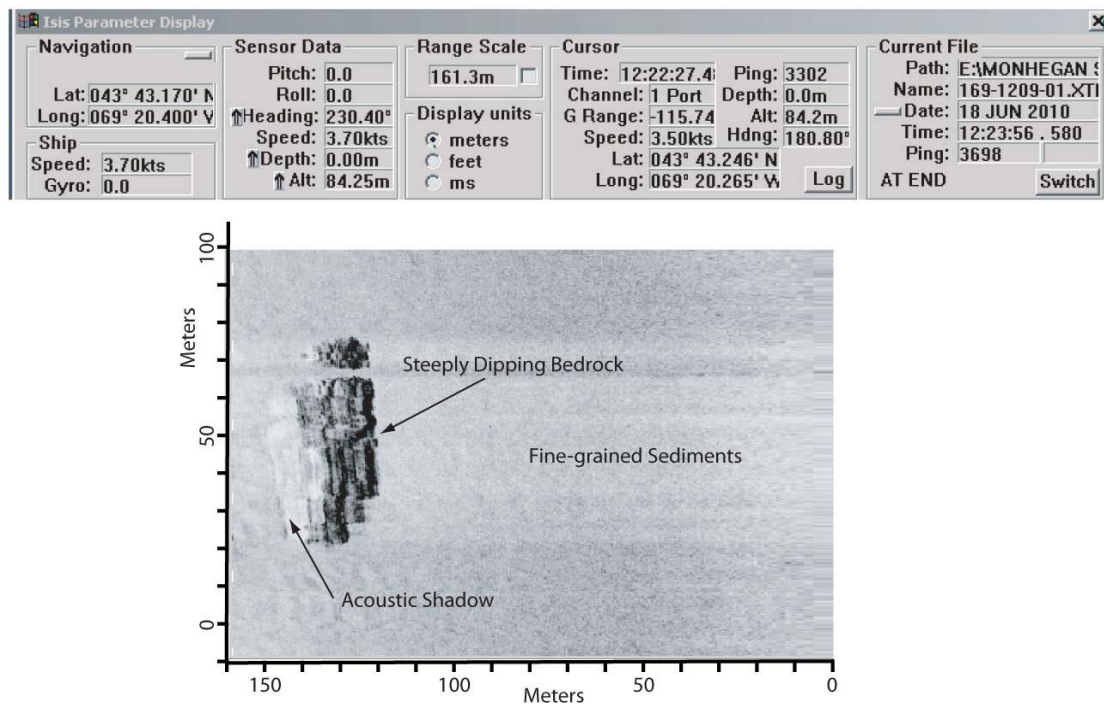 Isis Parameter Display
Navigation
Lat: 043° 43.170' N
Long: 069° 20.400' W
Ship
Speed: 3.70kts
Gyro: 0.0
Sensor Data
Pitch: 0.0
Roll: 0.0
Heading: 230.40°
Speed: 3.70kts
Depth: 0.00m
Alt: 84.25m
Range Scale
161.3m
Display units
meters
feet
ms
Cursor
Time: 12:22:27.4
Ping: 3302
Channel: 1 Port
Depth: 0.0m
G Range: -115.74
Alt: 84.2m
Speed: 3.50kts
Hdng: 180.80°
Lat: 043° 43.246' N
Long: 069° 20.265' W
Log
Current File
Path: E:\MONHEGAN S
Name: 169-1209-01.XTF
Date: 18 JUN 2010
Time: 12:23:56 . 580
Ping: 3698
AT END
Switch
100
Meters
50
0
Steeply Dipping Bedrock
Fine-grained Sediments
Acoustic Shadow
150
100
50
0
Meters